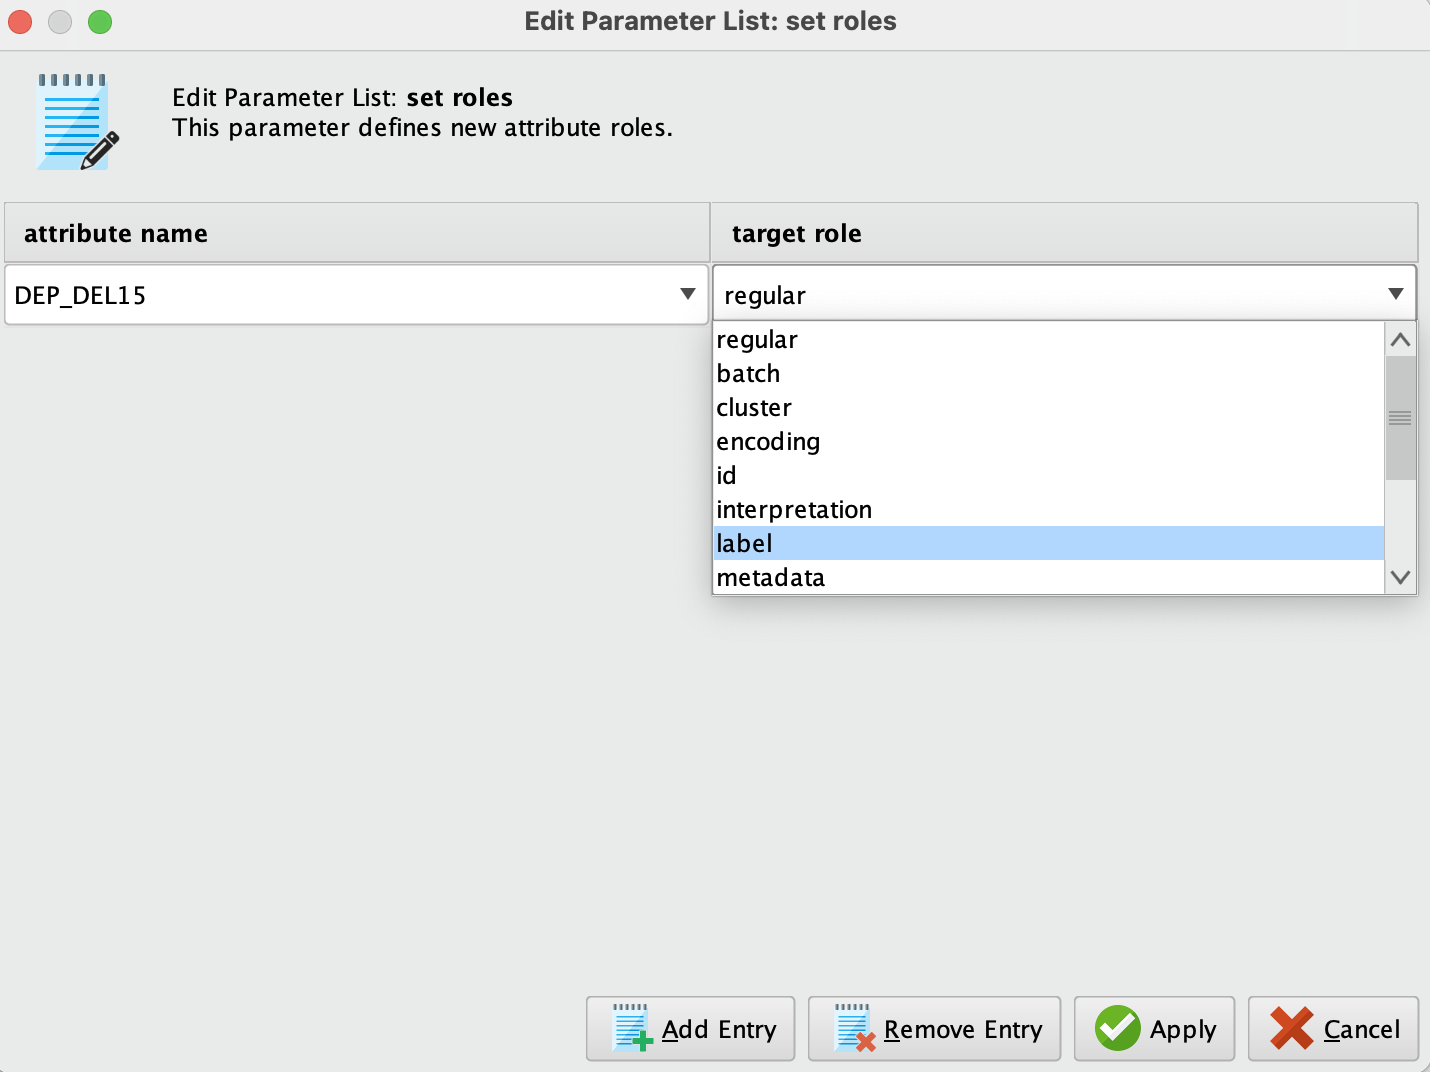 Edit Parameter List: set roles
Edit Parameter List: set roles
This parameter defines new attribute roles.
attribute name
target role
DEP_DEL15
regular
regular
batch
cluster
encoding
id
interpretation
label
metadata
Add Entry
Remove Entry
Apply
Cancel